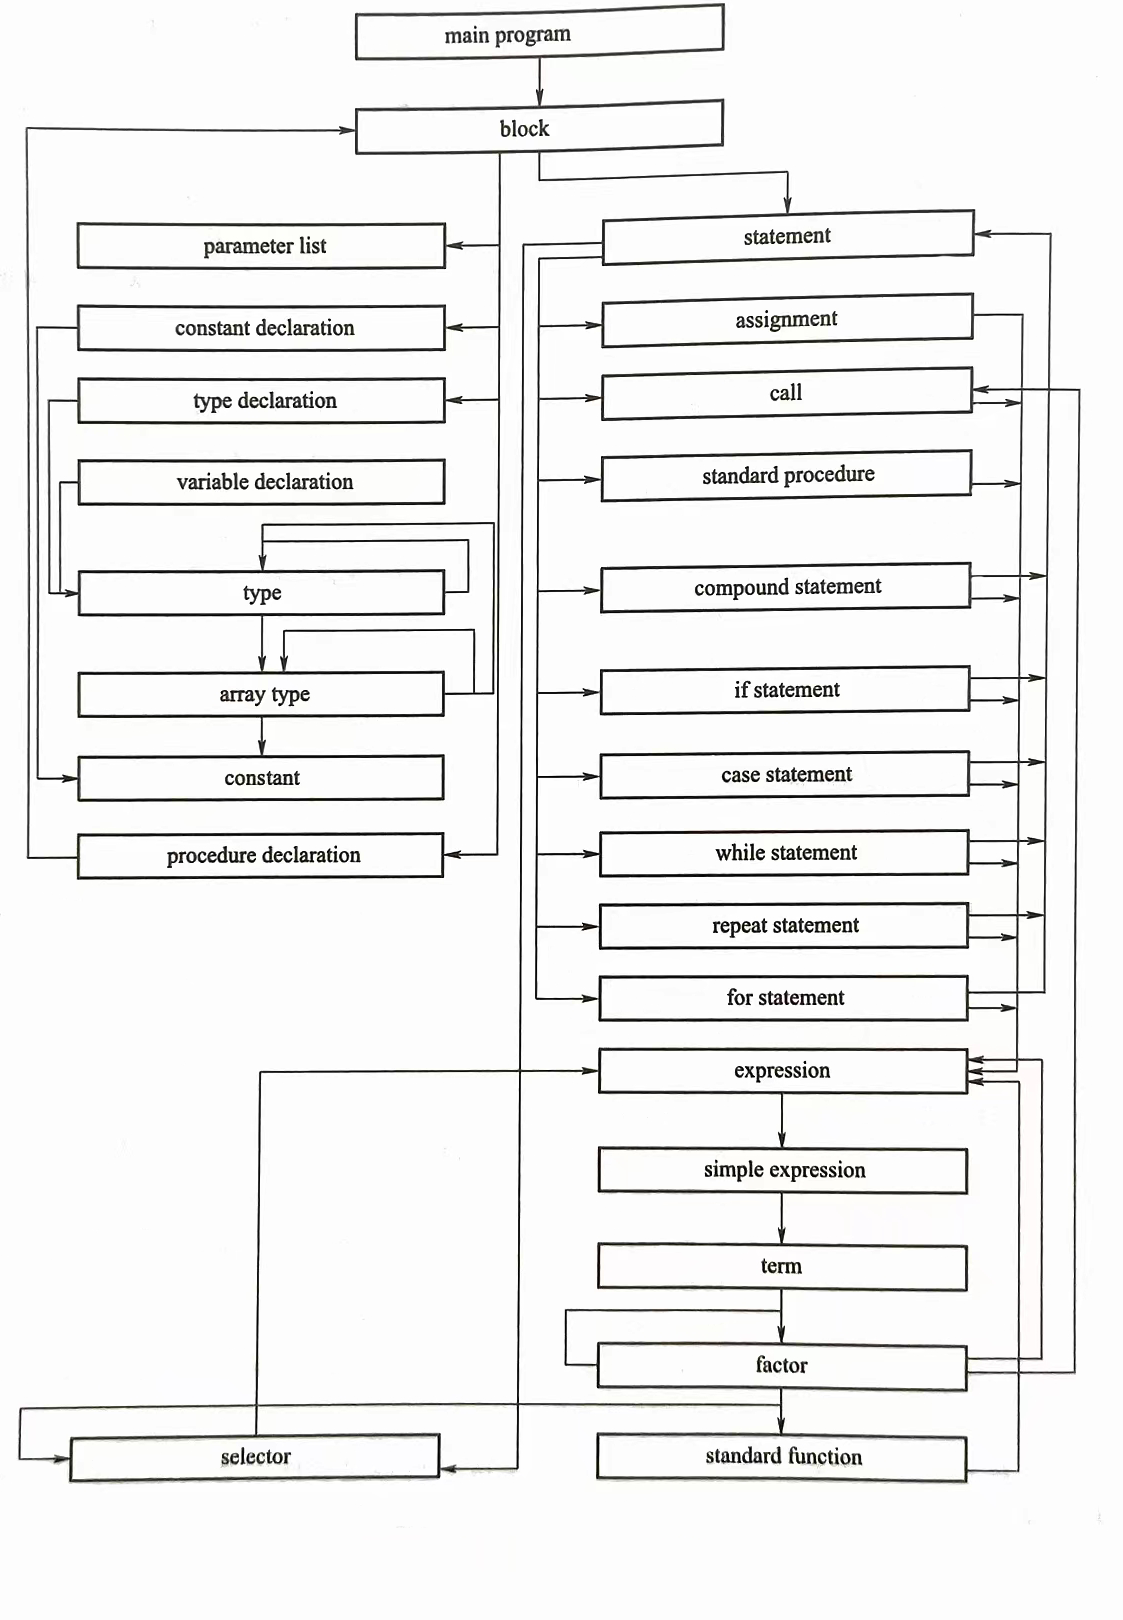 main program
block
parameter list
constant declaration
type declaration
variable declaration
type
array type
constant
procedure declaration
statement
assignment
call
standard procedure
compound statement
if statement
case statement
while statement
repeat statement
for statement
expression
simple expression
term
factor
selector
standard function